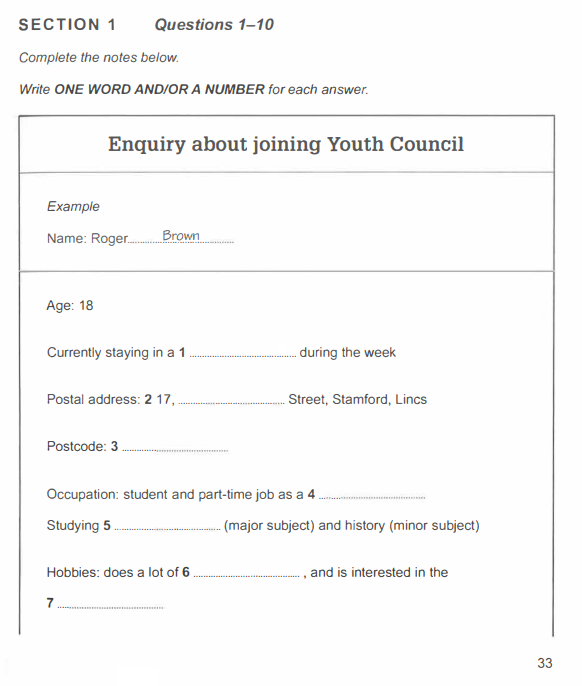 SECTION 1 Questions 1–10
Complete the notes below.
Write ONE WORD AND/OR A NUMBER for each answer.
Enquiry about joining Youth Council
Example
Name: Roger Brown
Age: 18
Currently staying in a 1 .......... during the week
Postal address: 2 17, .......... Street, Stamford, Lincs
Postcode: 3 ..........
Occupation: student and part-time job as a 4 ..........
Studying 5 .......... (major subject) and history (minor subject)
Hobbies: does a lot of 6 .......... , and is interested in the
7 ..........
33